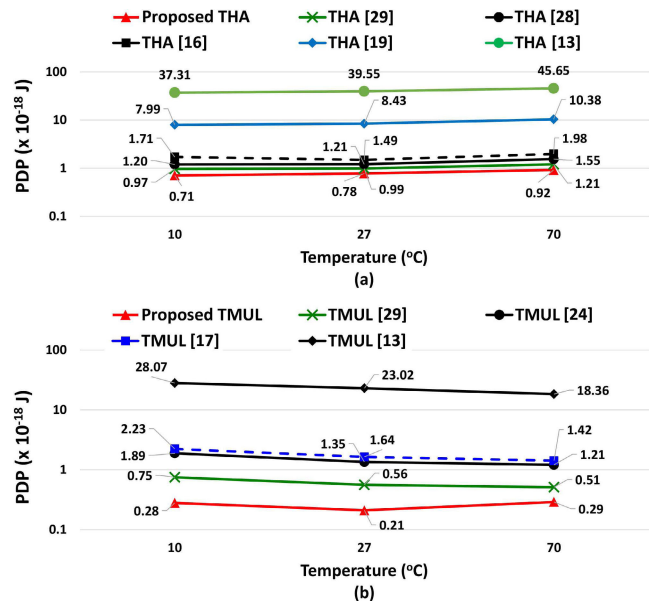 Proposed THA THA [29] THA [28]
THA [16] THA [19] THA [13]
PDP (x 10-18 J)
100
10
1
0.1
37.31 39.55 45.65
7.99 8.43 10.38
1.71 1.21 1.49 1.98
1.20 1.55
0.97 0.71 0.78 0.99 0.92 1.21
10 27 70
Temperature (oC)
(a)
Proposed TMUL TMUL [29] TMUL [24]
TMUL [17] TMUL [13]
PDP (x 10-18 J)
100
10
1
0.1
28.07 23.02 18.36
2.23 1.35 1.64 1.42
1.89 1.21
0.75 0.56 0.51
0.28 0.21 0.29
10 27 70
Temperature (oC)
(b)